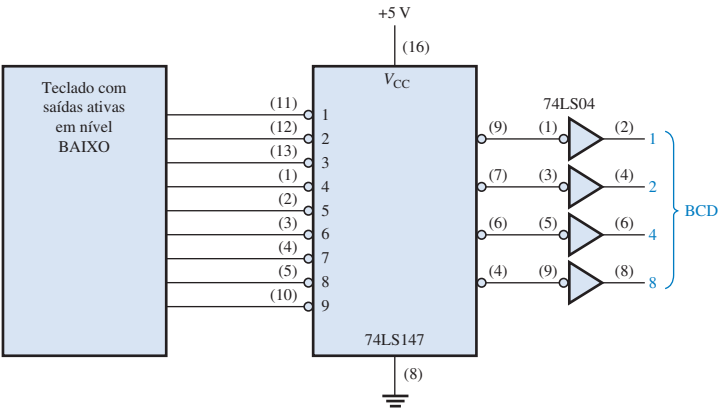 +5 V
(16)
V_CC
Teclado com
saídas ativas
em nível
BAIXO
74LS04
(11) 1
(12) 2
(9) (1) (2) 1
(13) 3
(1) 4
(7) (3) (4) 2
(2) 5
BCD
(3) 6
(6) (5) (6) 4
(4) 7
(5) 8
(4) (9) (8) 8
(10) 9
74LS147
(8)